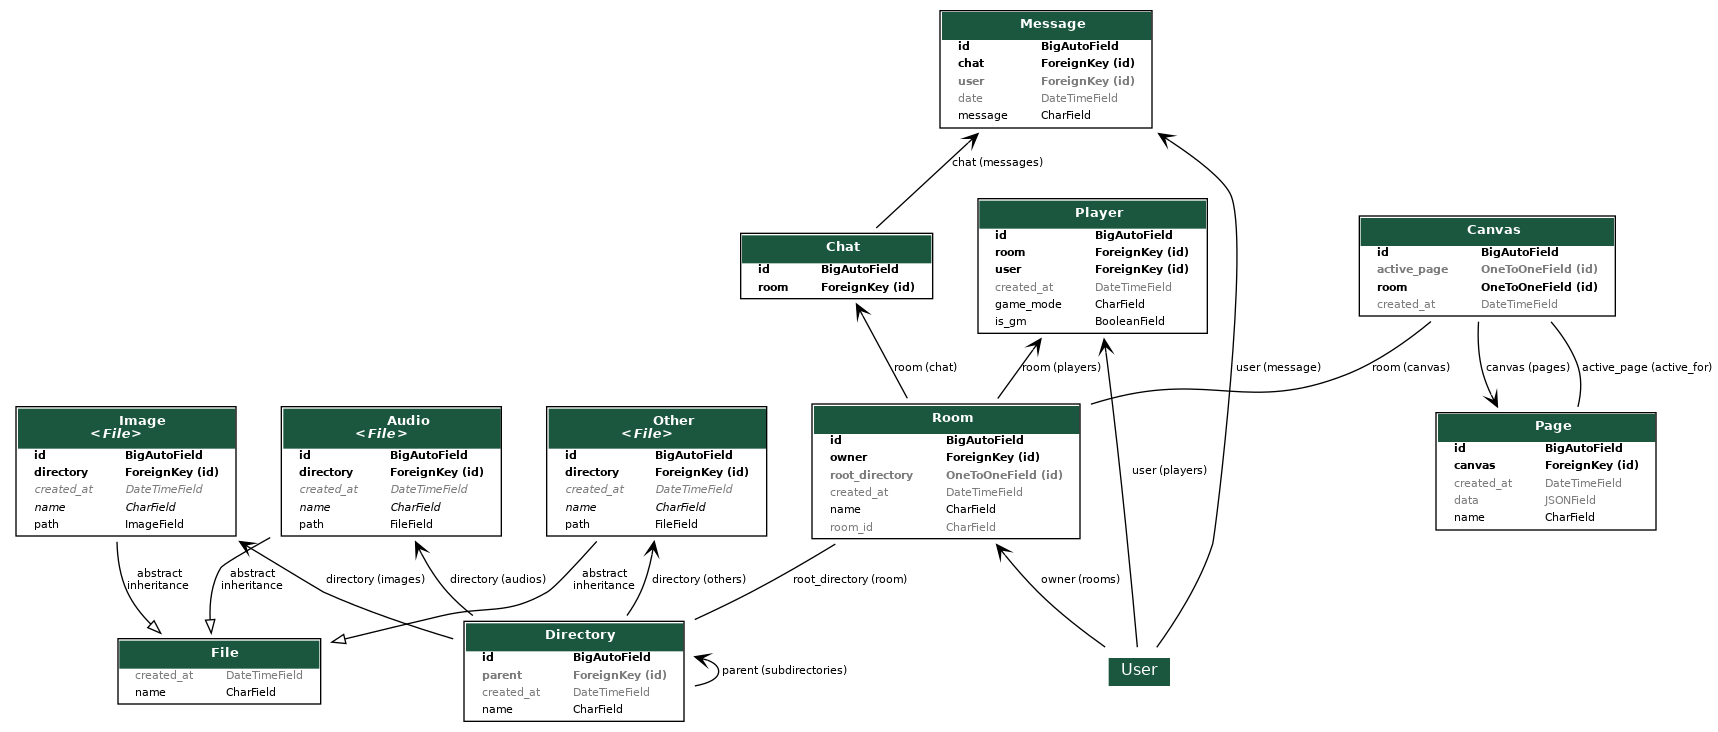 Message
id BigAutoField
chat ForeignKey (id)
user ForeignKey (id)
date DateTimeField
message CharField
chat (messages)
Player
id BigAutoField
room ForeignKey (id)
user ForeignKey (id)
created_at DateTimeField
game_mode CharField
is_gm BooleanField
Canvas
id BigAutoField
active_page OneToOneField (id)
room OneToOneField (id)
created_at DateTimeField
Chat
id BigAutoField
room ForeignKey (id)
room (chat)
room (players)
user (message)
room (canvas)
canvas (pages)
active_page (active_for)
Image
<File>
id BigAutoField
directory ForeignKey (id)
created_at DateTimeField
name CharField
path ImageField
Audio
<File>
id BigAutoField
directory ForeignKey (id)
created_at DateTimeField
name CharField
path FileField
Other
<File>
id BigAutoField
directory ForeignKey (id)
created_at DateTimeField
name CharField
path FileField
Room
id BigAutoField
owner ForeignKey (id)
root_directory OneToOneField (id)
created_at DateTimeField
name CharField
room_id CharField
user (players)
Page
id BigAutoField
canvas ForeignKey (id)
created_at DateTimeField
data JSONField
name CharField
abstract
inheritance
abstract
inheritance
directory (images)
directory (audios)
abstract
inheritance
directory (others)
root_directory (room)
owner (rooms)
File
created_at DateTimeField
name CharField
Directory
id BigAutoField
parent ForeignKey (id)
created_at DateTimeField
name CharField
parent (subdirectories)
User